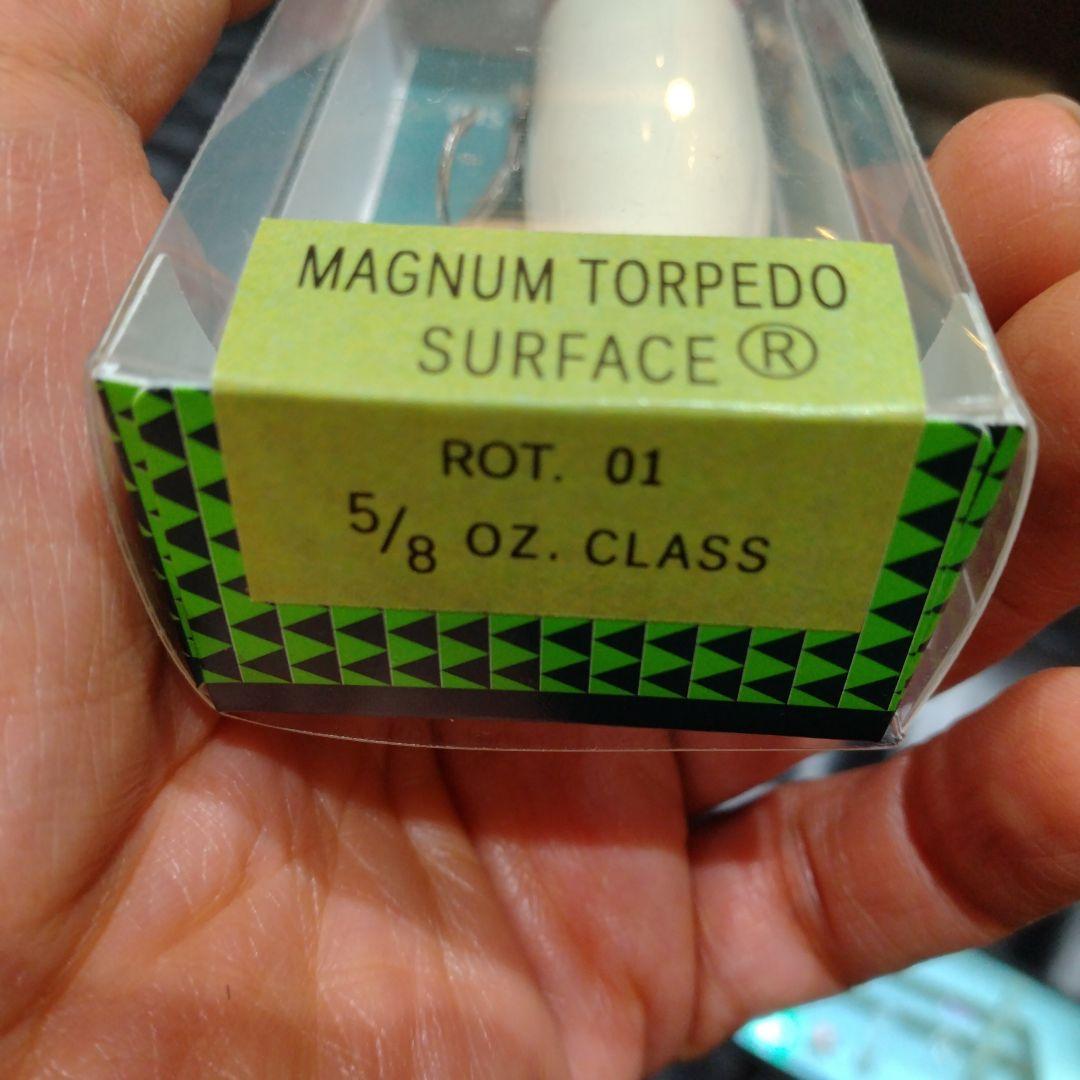 MAGNUM TORPEDO
SURFACE®
ROT. 01
5/8 OZ. CLASS